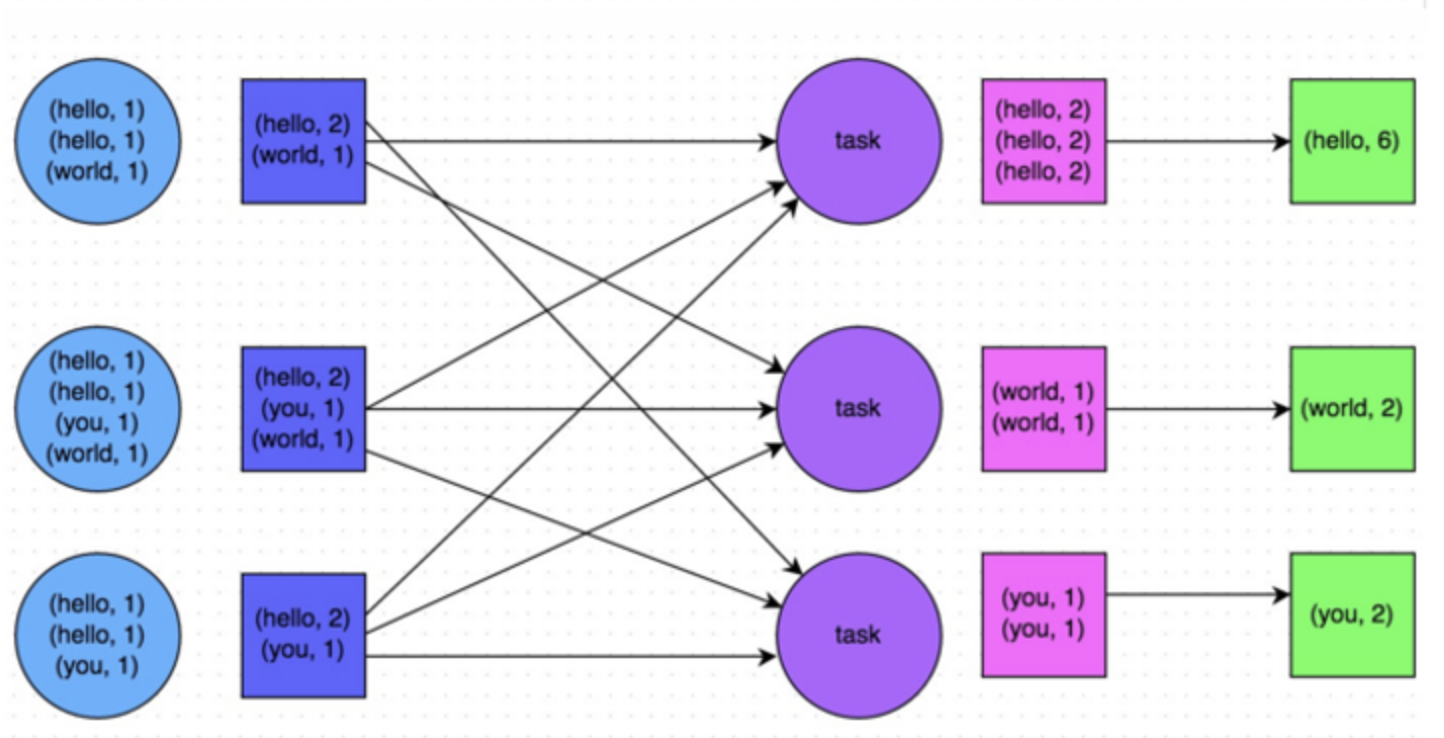 (hello, 1)
(hello, 1)
(world, 1)
(hello, 2)
(world, 1)
task
(hello, 2)
(hello, 2)
(hello, 2)
(hello, 6)
(hello, 1)
(hello, 1)
(you, 1)
(world, 1)
(hello, 2)
(you, 1)
(world, 1)
task
(world, 1)
(world, 1)
(world, 2)
(hello, 1)
(hello, 1)
(you, 1)
(hello, 2)
(you, 1)
task
(you, 1)
(you, 1)
(you, 2)